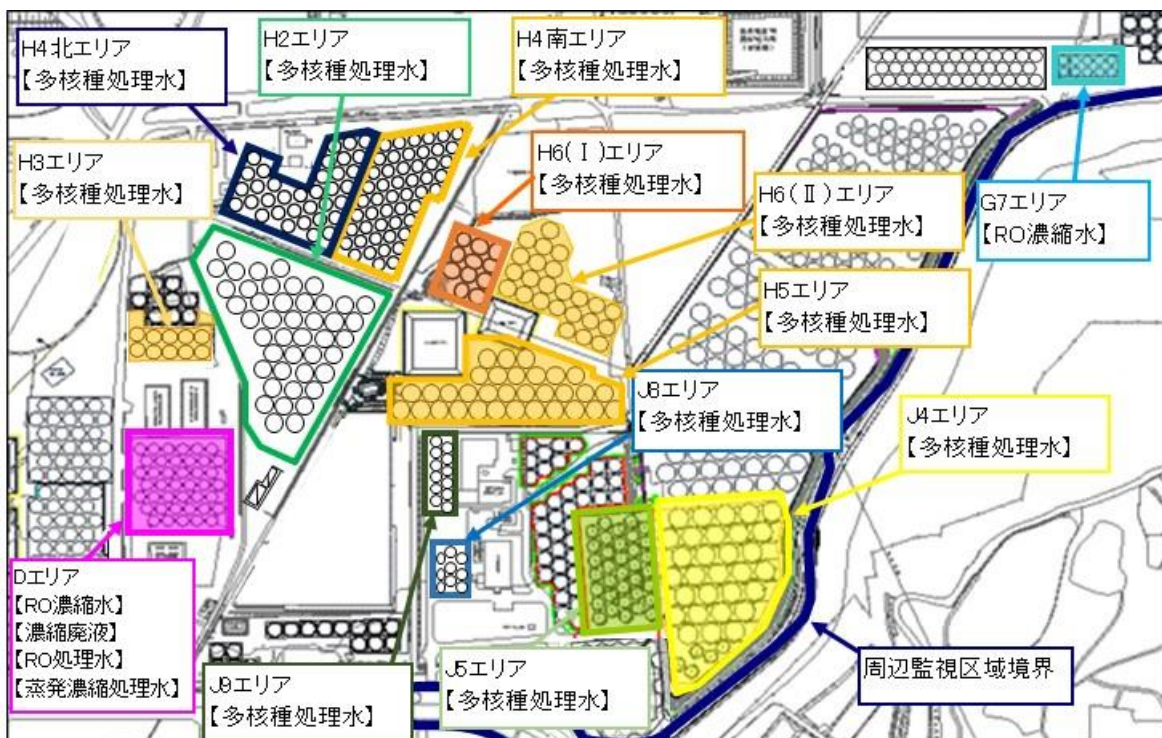 H4北エリア
【多核種処理水】
H2エリア
【多核種処理水】
H4南エリア
【多核種処理水】
H3エリア
【多核種処理水】
H6(Ⅰ)エリア
【多核種処理水】
H6(Ⅱ)エリア
【多核種処理水】
G7エリア
【RO濃縮水】
H5エリア
【多核種処理水】
J8エリア
【多核種処理水】
J4エリア
【多核種処理水】
Dエリア
【RO濃縮水】
【濃縮廃液】
【RO処理水】
【蒸発濃縮処理水】
J9エリア
【多核種処理水】
J5エリア
【多核種処理水】
周辺監視区域境界